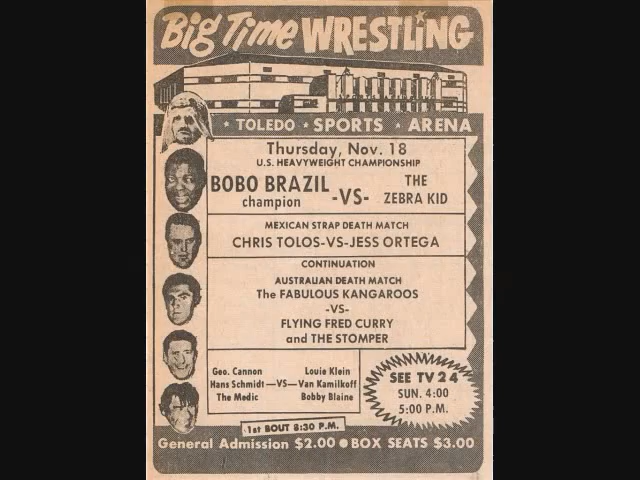 Big Time WRESTLING
• TOLEDO • SPORTS • ARENA
Thursday, Nov. 18
U.S. HEAVYWEIGHT CHAMPIONSHIP
BOBO BRAZIL -VS- THE
champion ZEBRA KID
MEXICAN STRAP DEATH MATCH
CHRIS TOLOS-VS-JESS ORTEGA
CONTINUATION
AUSTRALIAN DEATH MATCH
The FABULOUS KANGAROOS
-VS-
FLYING FRED CURRY
and THE STOMPER
Geo. Cannon Louie Klein
Hans Schmidt—VS—Van Kamilkoff
The Medic Bobby Blaine
SEE TV 24
SUN. 4:00
5:00 P.M.
1st BOUT 8:30 P.M.
General Admission $2.00 ● BOX SEATS $3.00